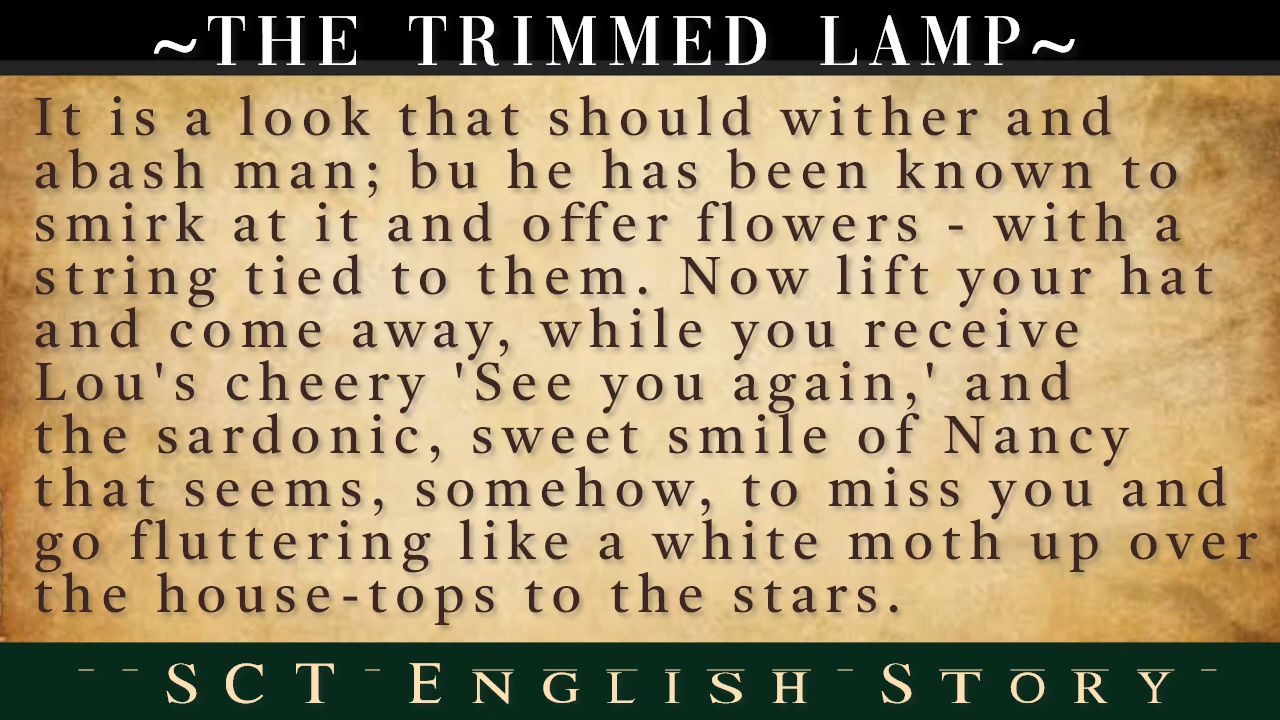 ~THE TRIMMED LAMP~
It is a look that should wither and
abash man; bu he has been known to
smirk at it and offer flowers - with a
string tied to them. Now lift your hat
and come away, while you receive
Lou's cheery 'See you again,' and
the sardonic, sweet smile of Nancy
that seems, somehow, to miss you and
go fluttering like a white moth up over
the house-tops to the stars.
SCT English Story